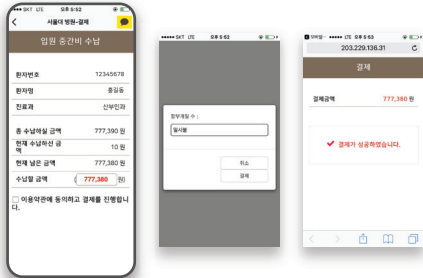 SKT LTE 오후 5:52
서울대 병원-결제
입원 중간비 수납
환자번호 12345678
환자명 홍길동
진료과 산부인과
총 수납하실 금액 777,390 원
현재 수납하신 금
액 10 원
현재 남은 금액 777,380 원
수납할 금액 ( 777,380 원)
이용약관에 동의하고 결제를 진행합니
다.
SKT LTE 오후 5:52
할부개월 수 :
일시불
취소
결제
LTE 오후 5:53
203.229.136.31
결제
결제금액 777,380 원
결제가 성공하였습니다.